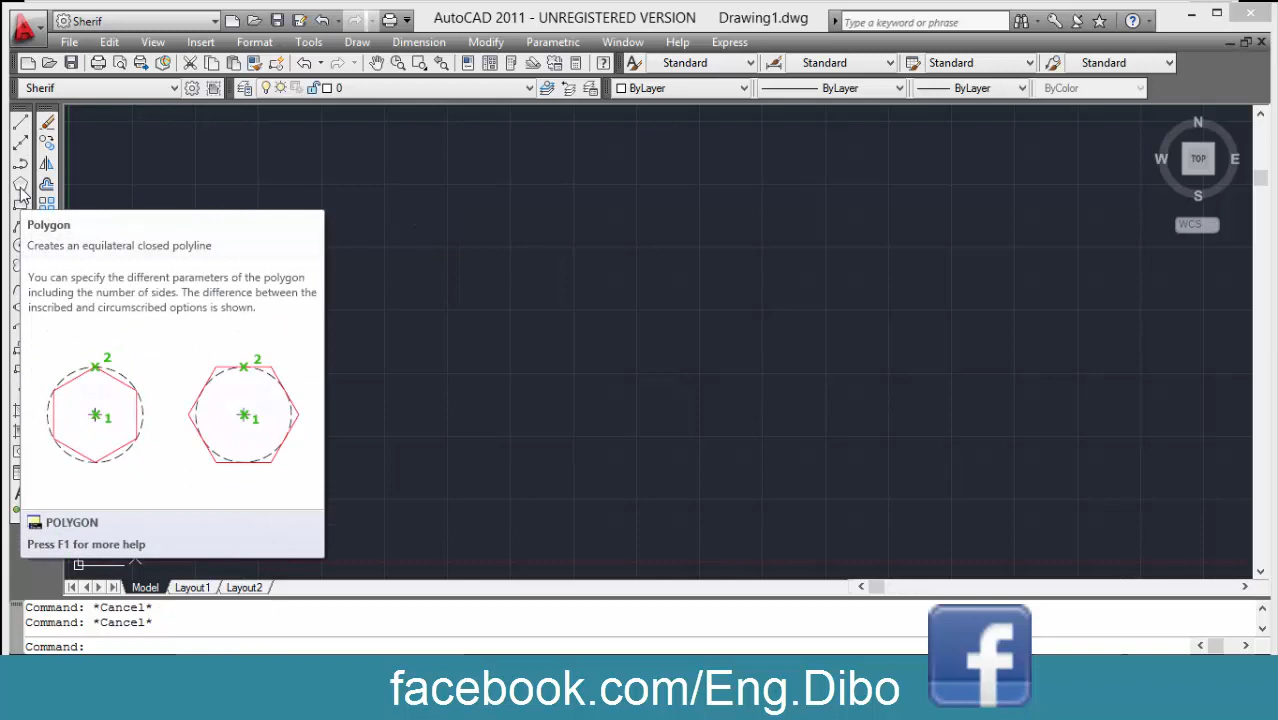 Sherif
AutoCAD 2011 - UNREGISTERED VERSION
Drawing1.dwg
Type a keyword or phrase
File Edit View Insert Format Tools Draw Dimension Modify Parametric Window Help Express
Standard Standard Standard Standard
Sherif 0 ByLayer ByLayer ByLayer ByColor
N
W TOP E
S
WCS
Polygon
Creates an equilateral closed polyline
You can specify the different parameters of the polygon
including the number of sides. The difference between the
inscribed and circumscribed options is shown.
2 2
1 1
POLYGON
Press F1 for more help
Model Layout1 Layout2
Command: *Cancel*
Command: *Cancel*
Command:
f
facebook.com/Eng.Dibo